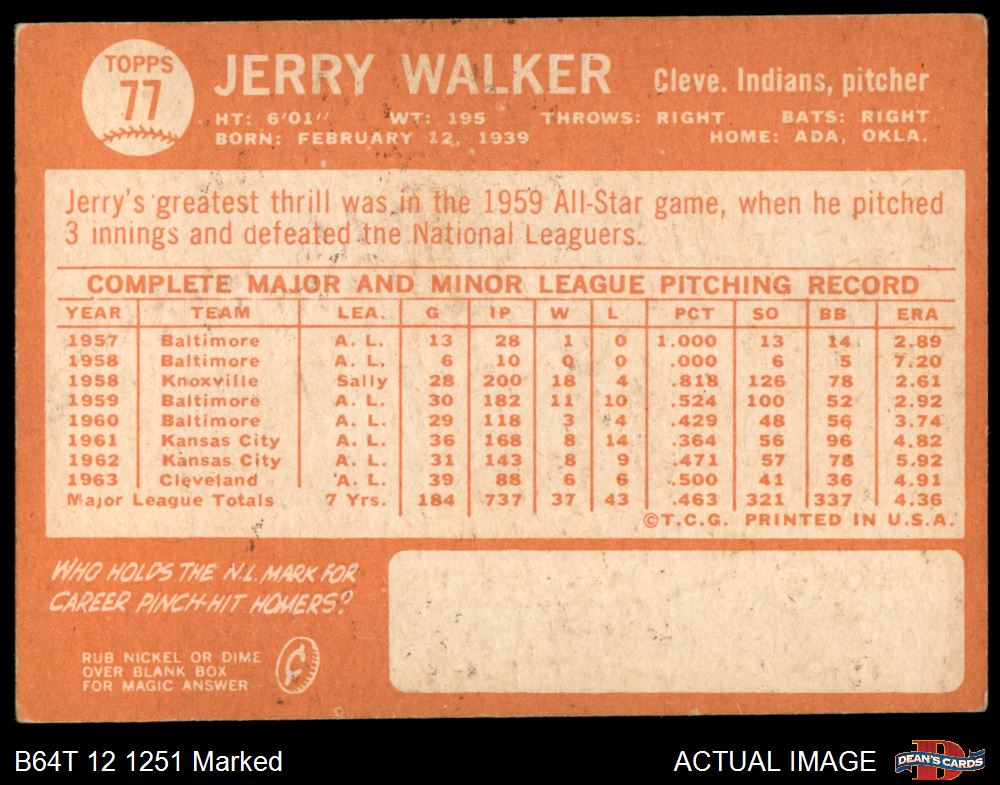 TOPPS
77
JERRY WALKER Cleve. Indians, pitcher
HT: 6'01" WT: 195 THROWS: RIGHT BATS: RIGHT
BORN: FEBRUARY 12, 1939 HOME: ADA, OKLA.
Jerry's greatest thrill was in the 1959 All-Star game, when he pitched
3 innings and defeated the National Leaguers.
COMPLETE MAJOR AND MINOR LEAGUE PITCHING RECORD
YEAR TEAM LEA. G IP W L PCT SO BB ERA
1957 Baltimore A. L. 13 28 1 0 1.000 13 14 2.89
1958 Baltimore A. L. 6 10 0 0 .000 6 5 7.20
1958 Knoxville Sally 28 200 18 4 .818 126 78 2.61
1959 Baltimore A. L. 30 182 11 10 .524 100 52 2.92
1960 Baltimore A. L. 29 118 3 4 .429 48 56 3.74
1961 Kansas City A. L. 36 168 8 14 .364 56 96 4.82
1962 Kansas City A. L. 31 143 8 9 .471 57 78 5.92
1963 Cleveland A. L. 39 88 6 6 .500 41 36 4.91
Major League Totals 7 Yrs. 184 737 37 43 .463 321 337 4.36
©T.C.G. PRINTED IN U.S.A.
WHO HOLDS THE N.L. MARK FOR
CAREER PINCH-HIT HOMERS?
RUB NICKEL OR DIME
OVER BLANK BOX
FOR MAGIC ANSWER
B64T 12 1251 Marked ACTUAL IMAGE DEAN'S CARDS